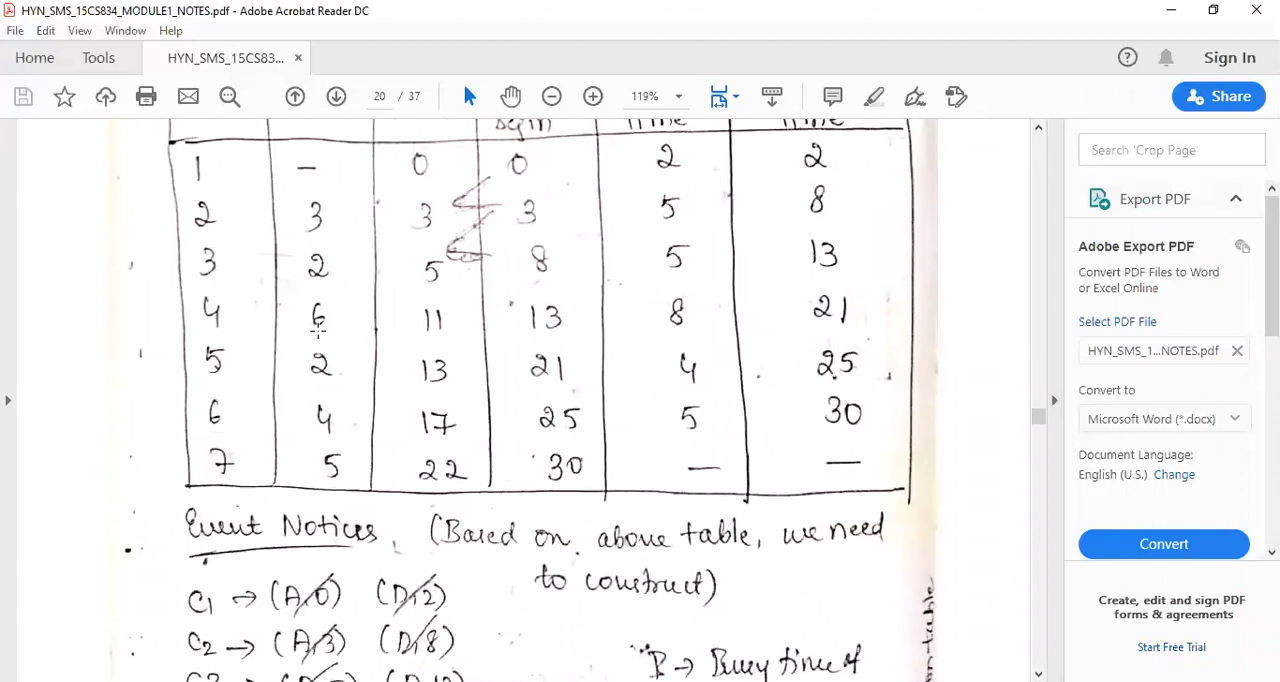 HYN_SMS_15CS834_MODULE1_NOTES.pdf - Adobe Acrobat Reader DC
File Edit View Window Help
Home Tools HYN_SMS_15CS83... × Sign In
20 / 37 119% Share
1 — 0 0 2 2
2 3 3 3 5 8
3 2 5 8 5 13
4 6 11 13 8 21
5 2 13 21 4 25
6 4 17 25 5 30
7 5 22 30 — —
Event Notices, (Based on above table, we need
to construct)
C1 → (A,0) (D,2)
C2 → (A,3) (D,8)
B → Busy time of
Search 'Crop Page'
Export PDF
Adobe Export PDF
Convert PDF Files to Word
or Excel Online
Select PDF File
HYN_SMS_1...NOTES.pdf ×
Convert to
Microsoft Word (*.docx)
Document Language:
English (U.S.) Change
Convert
Create, edit and sign PDF
forms & agreements
Start Free Trial